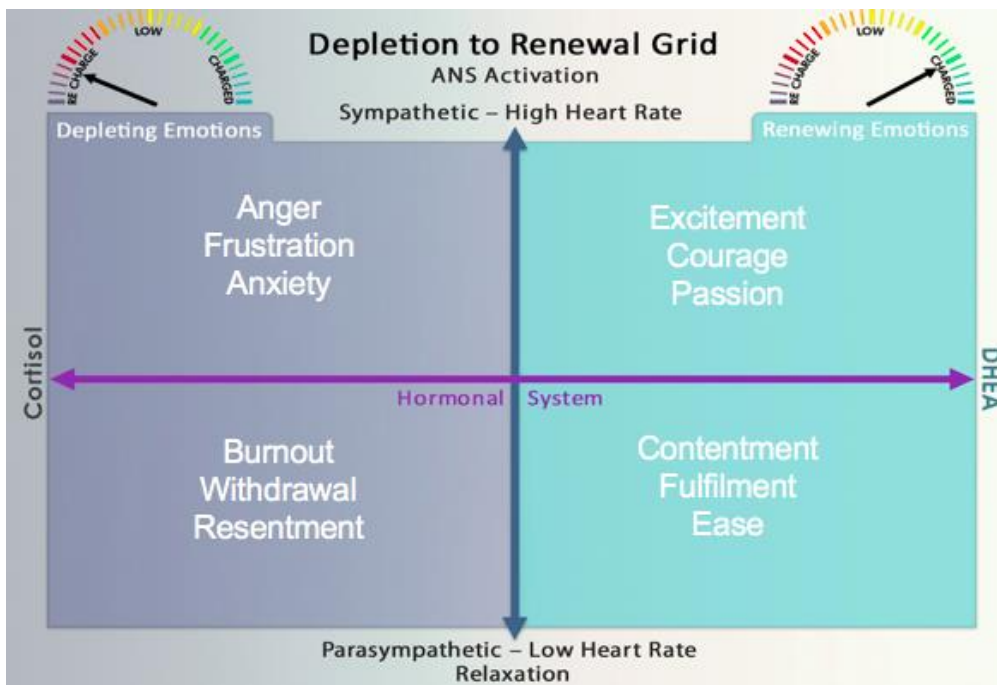 RE CHARGE
LOW
CHARGED
Depletion to Renewal Grid
ANS Activation
Sympathetic – High Heart Rate
RE CHARGE
LOW
CHARGED
Depleting Emotions
Renewing Emotions
Anger
Frustration
Anxiety
Excitement
Courage
Passion
Cortisol
Hormonal System
DHEA
Burnout
Withdrawal
Resentment
Contentment
Fulfilment
Ease
Parasympathetic – Low Heart Rate
Relaxation